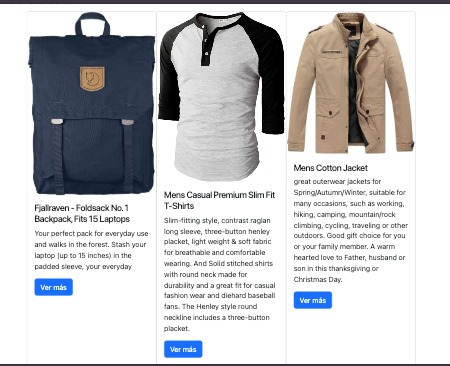 Fjallraven - Foldsack No. 1
Backpack, Fits 15 Laptops
Your perfect pack for everyday use
and walks in the forest. Stash your
laptop (up to 15 inches) in the
padded sleeve, your everyday
Ver más
Mens Casual Premium Slim Fit
T-Shirts
Slim-fitting style, contrast raglan
long sleeve, three-button henley
placket, light weight & soft fabric
for breathable and comfortable
wearing. And Solid stitched shirts
with round neck made for
durability and a great fit for casual
fashion wear and diehard baseball
fans. The Henley style round
neckline includes a three-button
placket.
Ver más
Mens Cotton Jacket
great outerwear jackets for
Spring/Autumn/Winter, suitable for
many occasions, such as working,
hiking, camping, mountain/rock
climbing, cycling, traveling or other
outdoors. Good gift choice for you
or your family member. A warm
hearted love to Father, husband or
son in this thanksgiving or
Christmas Day.
Ver más